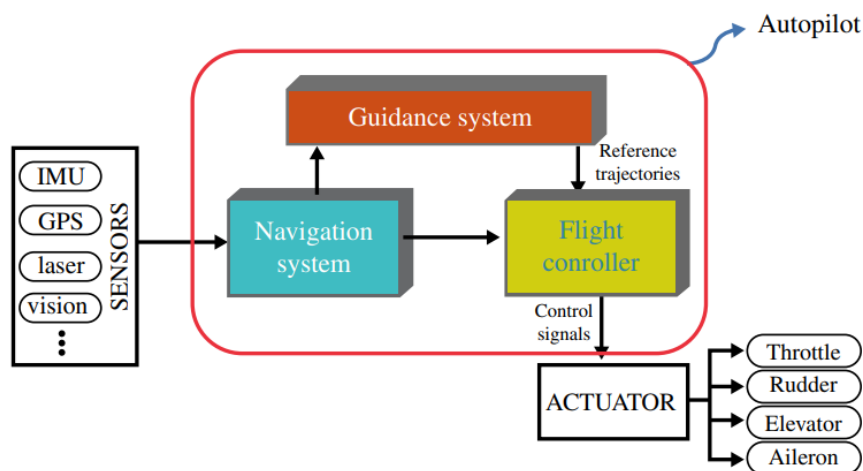 Autopilot
Guidance system
Reference
trajectories
IMU
GPS
laser
vision
SENSORS
Navigation
system
Flight
conroller
Control
signals
ACTUATOR
Throttle
Rudder
Elevator
Aileron